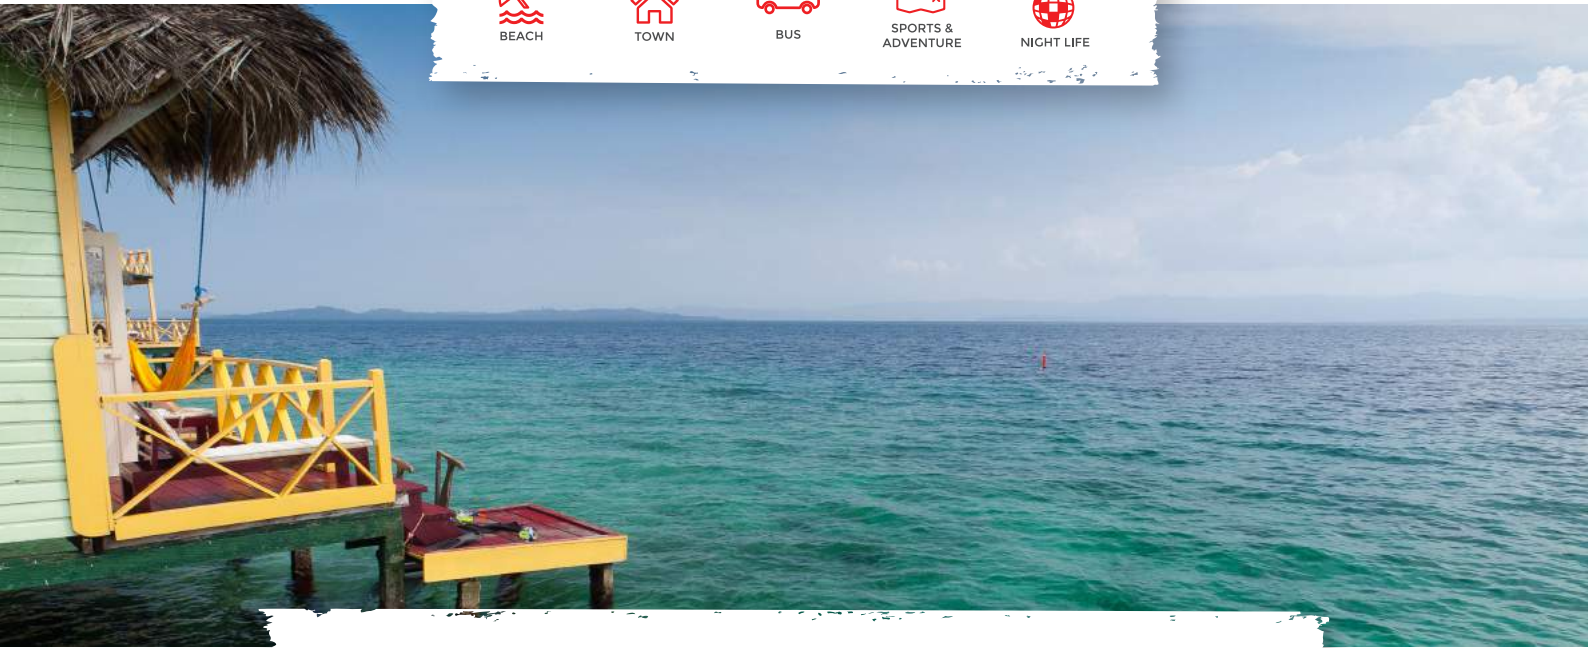 BEACH
TOWN
BUS
SPORTS &
ADVENTURE
NIGHT LIFE